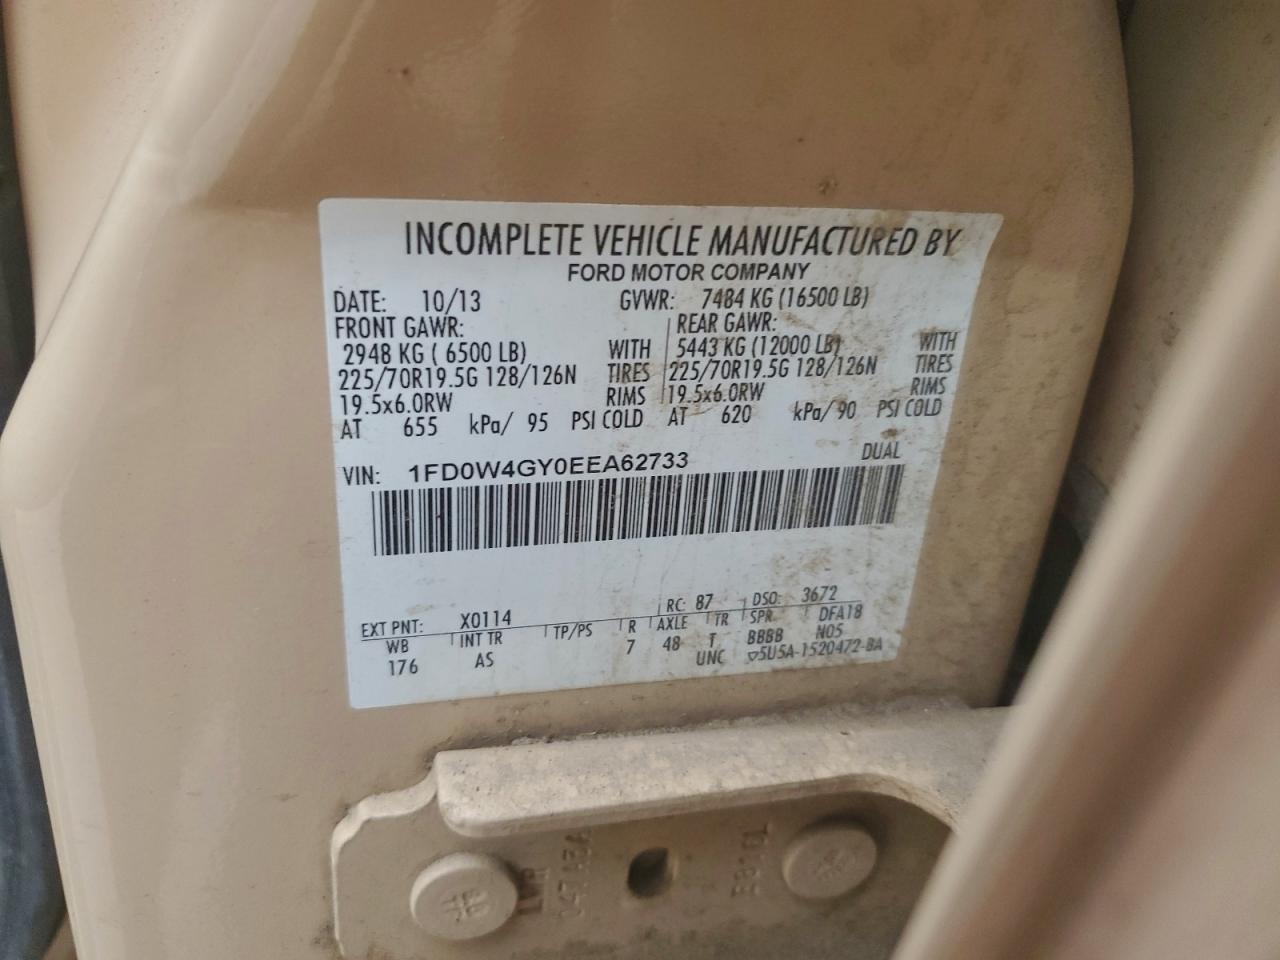 INCOMPLETE VEHICLE MANUFACTURED BY
FORD MOTOR COMPANY
DATE: 10/13 GVWR: 7484 KG (16500 LB)
FRONT GAWR: REAR GAWR:
2948 KG ( 6500 LB) WITH 5443 KG (12000 LB) WITH
225/70R19.5G 128/126N TIRES 225/70R19.5G 128/126N TIRES
19.5x6.0RW RIMS 19.5x6.0RW RIMS
AT 655 kPa/ 95 PSI COLD AT 620 kPa/ 90 PSI COLD
VIN: 1FD0W4GY0EEA62733 DUAL
EXT PNT: X0114 RC: 87 DSO: 3672
WB INT TR TP/PS R AXLE TR SPR DFA18
176 AS 7 48 T BBBB N05
UNC ▽5U5A-1520472-BA